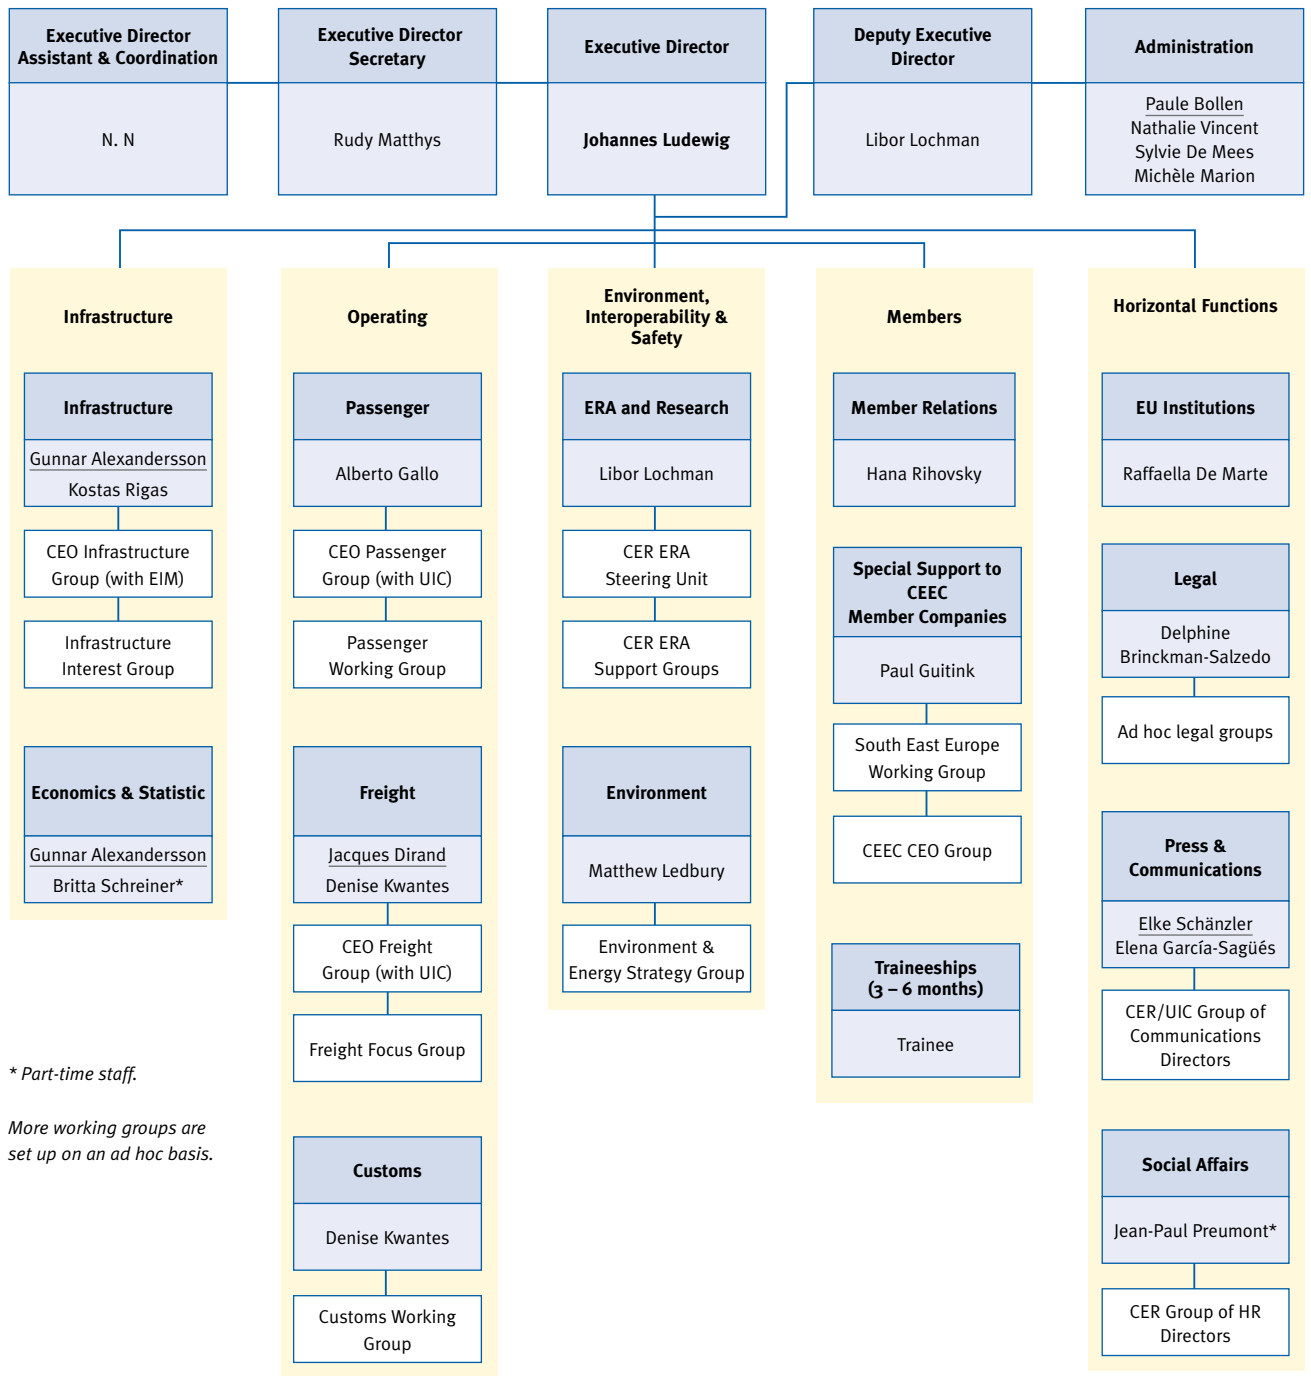 Executive Director
Assistant & Coordination
N. N
Executive Director
Secretary
Rudy Matthys
Executive Director
Johannes Ludewig
Deputy Executive
Director
Libor Lochman
Administration
Paule Bollen
Nathalie Vincent
Sylvie De Mees
Michèle Marion
Infrastructure
Infrastructure
Gunnar Alexandersson
Kostas Rigas
CEO Infrastructure
Group (with EIM)
Infrastructure
Interest Group
Economics & Statistic
Gunnar Alexandersson
Britta Schreiner*
Operating
Passenger
Alberto Gallo
CEO Passenger
Group (with UIC)
Passenger
Working Group
Freight
Jacques Dirand
Denise Kwantes
CEO Freight
Group (with UIC)
Freight Focus Group
Customs
Denise Kwantes
Customs Working
Group
Environment,
Interoperability &
Safety
ERA and Research
Libor Lochman
CER ERA
Steering Unit
CER ERA
Support Groups
Environment
Matthew Ledbury
Environment &
Energy Strategy Group
Members
Member Relations
Hana Rihovsky
Special Support to
CEEC
Member Companies
Paul Guitink
South East Europe
Working Group
CEEC CEO Group
Traineeships
(3 – 6 months)
Trainee
Horizontal Functions
EU Institutions
Raffaella De Marte
Legal
Delphine
Brinckman-Salzedo
Ad hoc legal groups
Press &
Communications
Elke Schänzler
Elena García-Sagüés
CER/UIC Group of
Communications
Directors
Social Affairs
Jean-Paul Preumont*
CER Group of HR
Directors
* Part-time staff.
More working groups are
set up on an ad hoc basis.